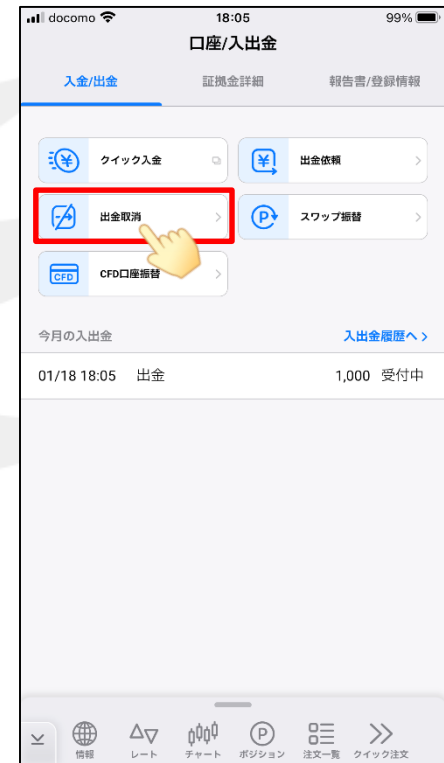 docomo 18:05 99%
口座/入出金
入金/出金 証拠金詳細 報告書/登録情報
クイック入金 出金依頼
出金取消 スワップ振替
CFD CFD口座振替
今月の入出金 入出金履歴へ
01/18 18:05 出金 1,000 受付中
情報 レート チャート ポジション 注文一覧 クイック注文